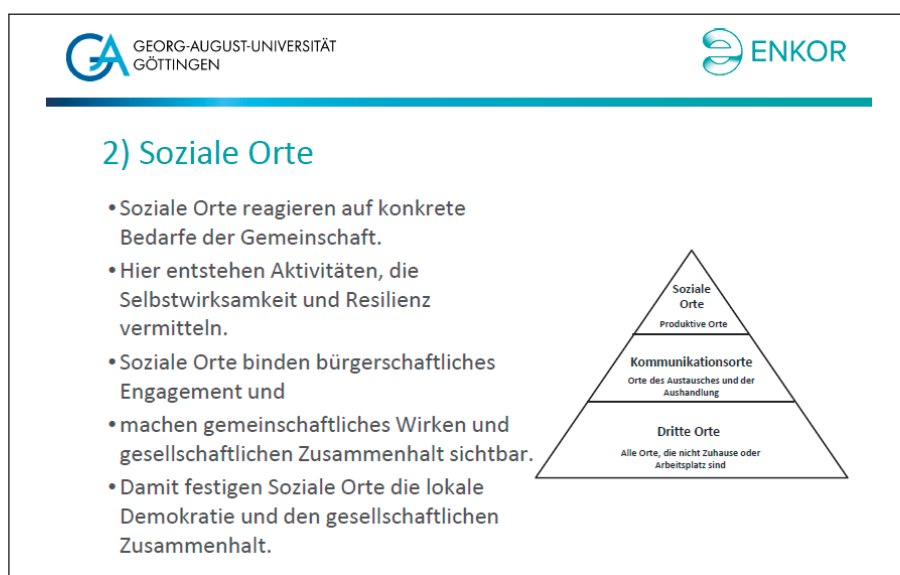 GEORG-AUGUST-UNIVERSITÄT
GÖTTINGEN
ENKOR
2) Soziale Orte
•Soziale Orte reagieren auf konkrete
Bedarfe der Gemeinschaft.
•Hier entstehen Aktivitäten, die
Selbstwirksamkeit und Resilienz
vermitteln.
•Soziale Orte binden bürgerschaftliches
Engagement und
•machen gemeinschaftliches Wirken und
gesellschaftlichen Zusammenhalt sichtbar.
•Damit festigen Soziale Orte die lokale
Demokratie und den gesellschaftlichen
Zusammenhalt.
Soziale
Orte
Produktive Orte
Kommunikationsorte
Orte des Austausches und der
Aushandlung
Dritte Orte
Alle Orte, die nicht Zuhause oder
Arbeitsplatz sind